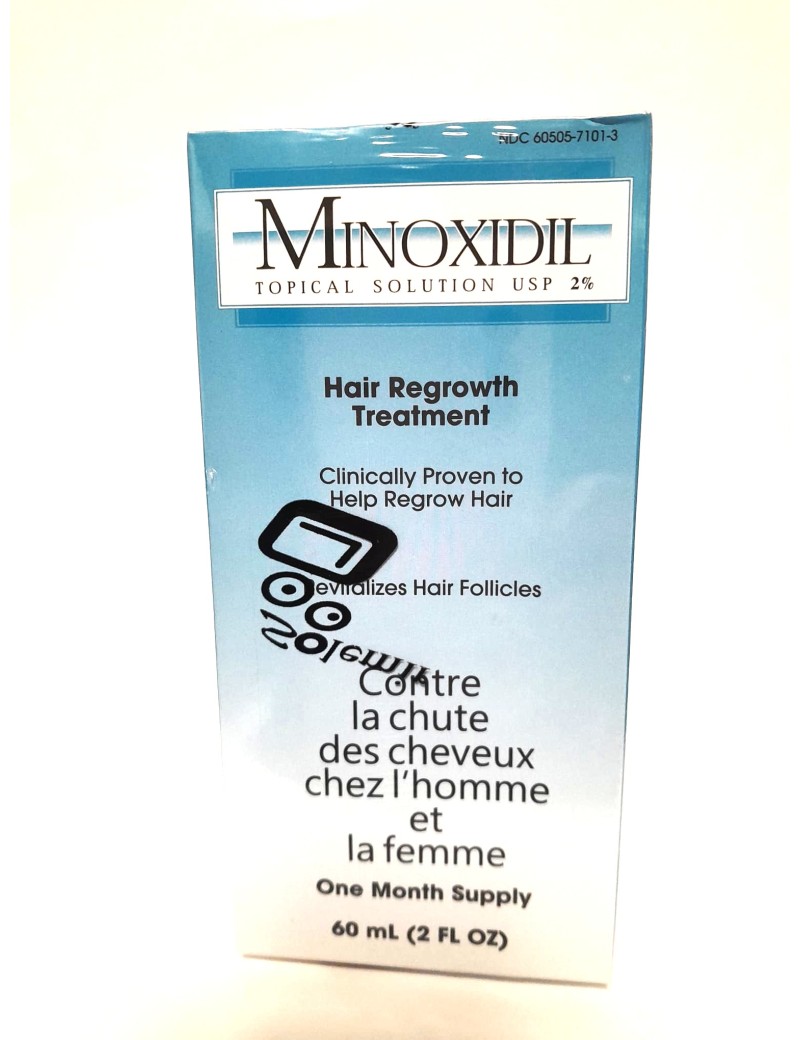 NDC 60505-7101-3
MINOXIDIL
TOPICAL SOLUTION USP 2%
Hair Regrowth
Treatment
Clinically Proven to
Help Regrow Hair
Revitalizes Hair Follicles
Solemir
Contre
la chute
des cheveux
chez l'homme
et
la femme
One Month Supply
60 mL (2 FL OZ)